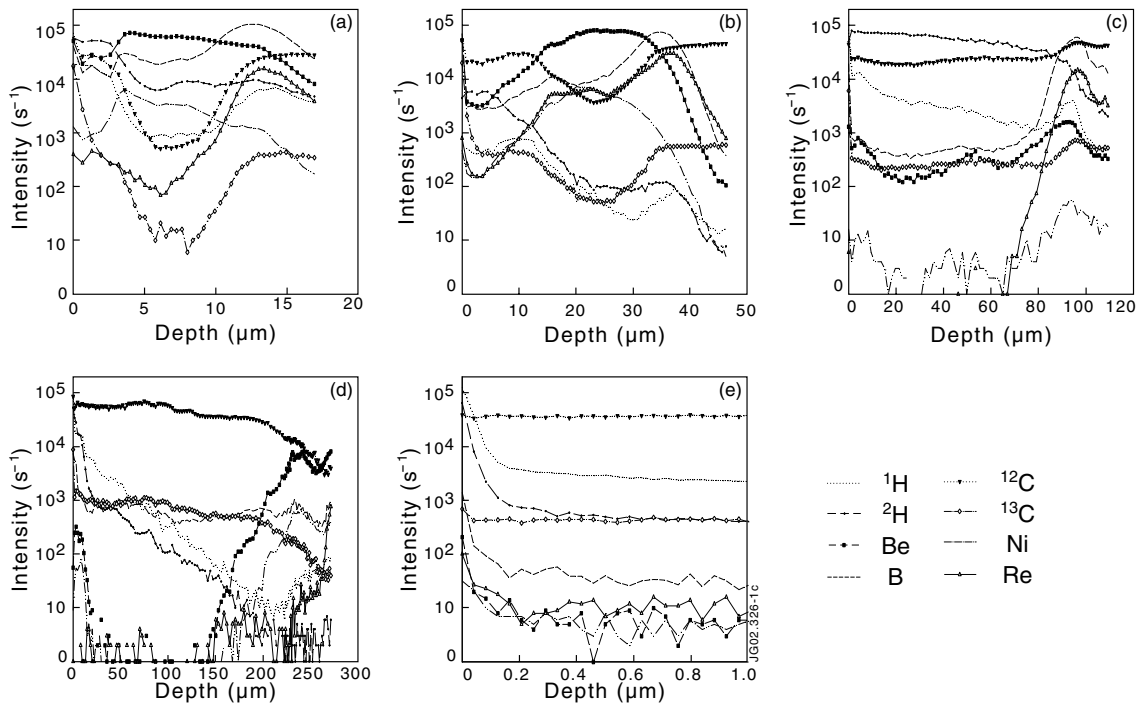 (a)
Intensity (s⁻¹)
10⁵
10⁴
10³
10²
10
0
0 5 10 15 20
Depth (µm)
(b)
Intensity (s⁻¹)
10⁵
10⁴
10³
10²
10
0
0 10 20 30 40 50
Depth (µm)
(c)
Intensity (s⁻¹)
10⁵
10⁴
10³
10²
10
0
0 20 40 60 80 100 120
Depth (µm)
(d)
Intensity (s⁻¹)
10⁵
10⁴
10³
10²
10
0
0 50 100 150 200 250 300
Depth (µm)
(e)
Intensity (s⁻¹)
10⁵
10⁴
10³
10²
10
0
0 0.2 0.4 0.6 0.8 1.0
Depth (µm)
JG02.326-1c
¹H ¹²C
²H ¹³C
Be Ni
B Re